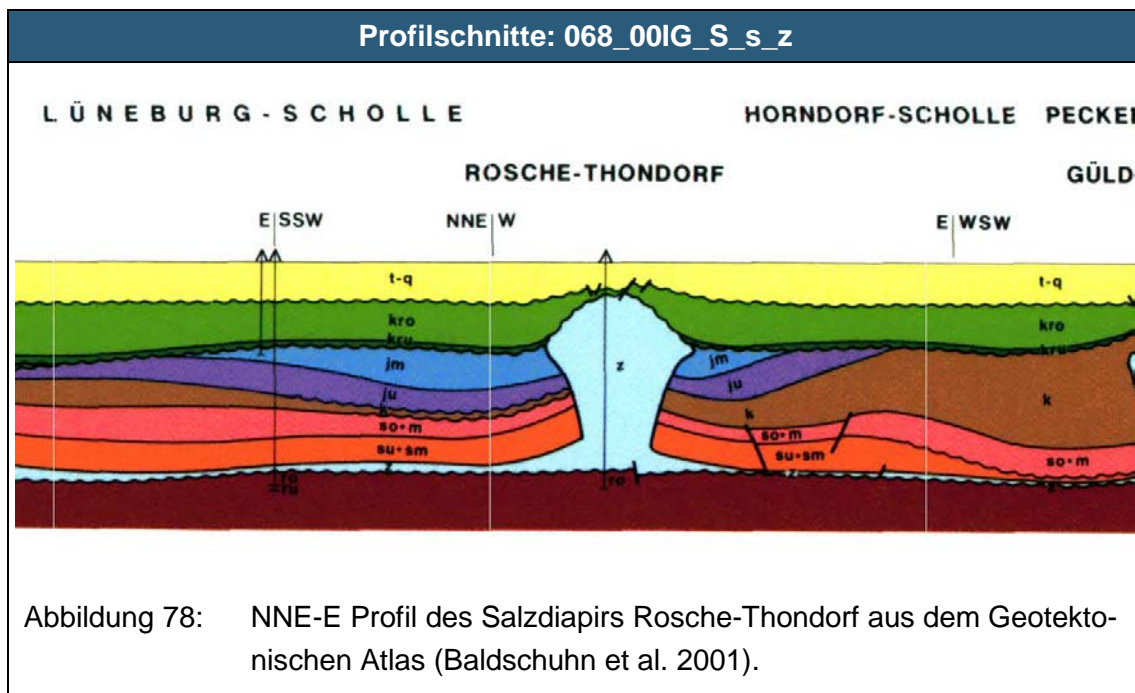 Profilschnitte: 068_00IG_S_s_z
LÜNEBURG-SCHOLLE HORNDORF-SCHOLLE PECKE
ROSCHE-THONDORF GÜLD
E SSW NNE W E WSW
t-q t-q
kro kro
kru kru
jm z jm
ju ju
k k k
so•m so•m so•m
su•sm su•sm
z z z
ro ro
ru
Abbildung 78: NNE-E Profil des Salzdiapirs Rosche-Thondorf aus dem Geotekto-
nischen Atlas (Baldschuhn et al. 2001).